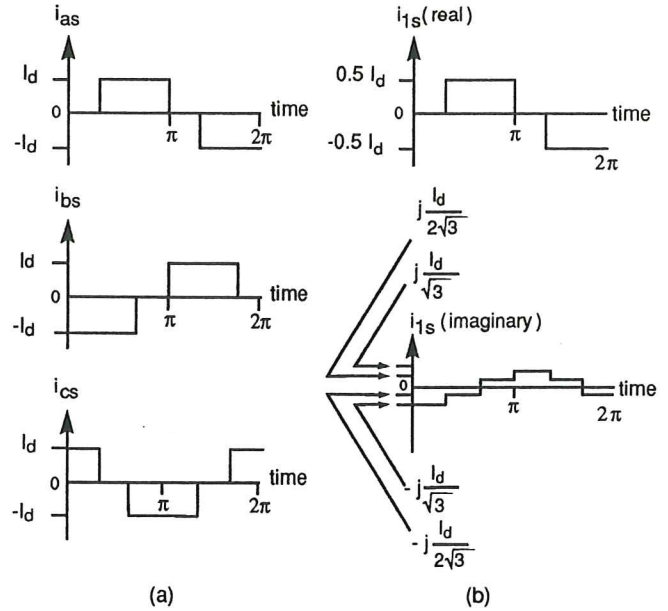 i_as
I_d
0
-I_d
π
2π
time
i_bs
I_d
0
-I_d
π
2π
time
i_cs
I_d
0
-I_d
π
2π
time
(a)
i_1s (real)
0.5 I_d
0
-0.5 I_d
π
2π
time
j I_d/2√3
j I_d/√3
i_1s (imaginary)
0
π
2π
time
- j I_d/√3
- j I_d/2√3
(b)